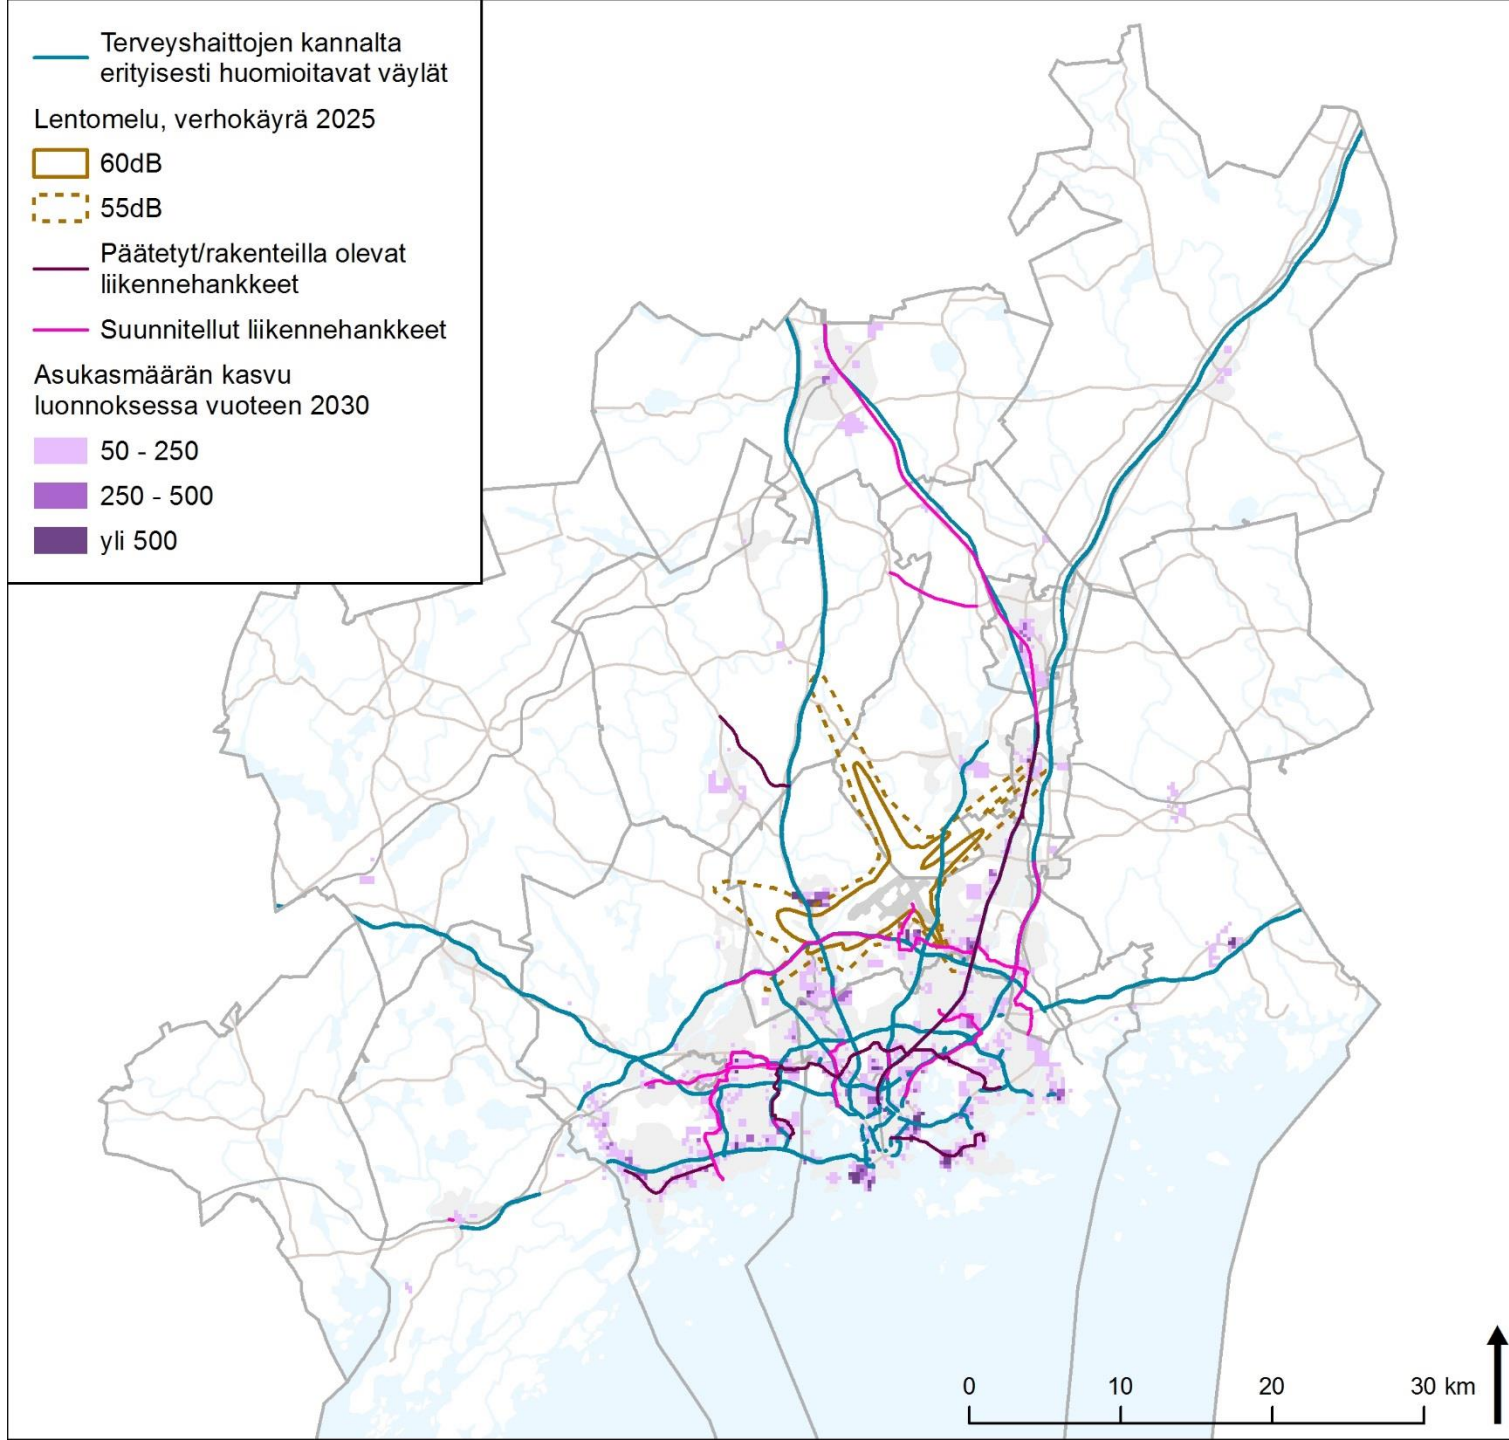 Terveyshaittojen kannalta
erityisesti huomioitavat väylät
Lentomelu, verhokäyrä 2025
60dB
55dB
Päätetyt/rakenteilla olevat
liikennehankkeet
Suunnitellut liikennehankkeet
Asukasmäärän kasvu
luonnoksessa vuoteen 2030
50 - 250
250 - 500
yli 500
0 10 20 30 km